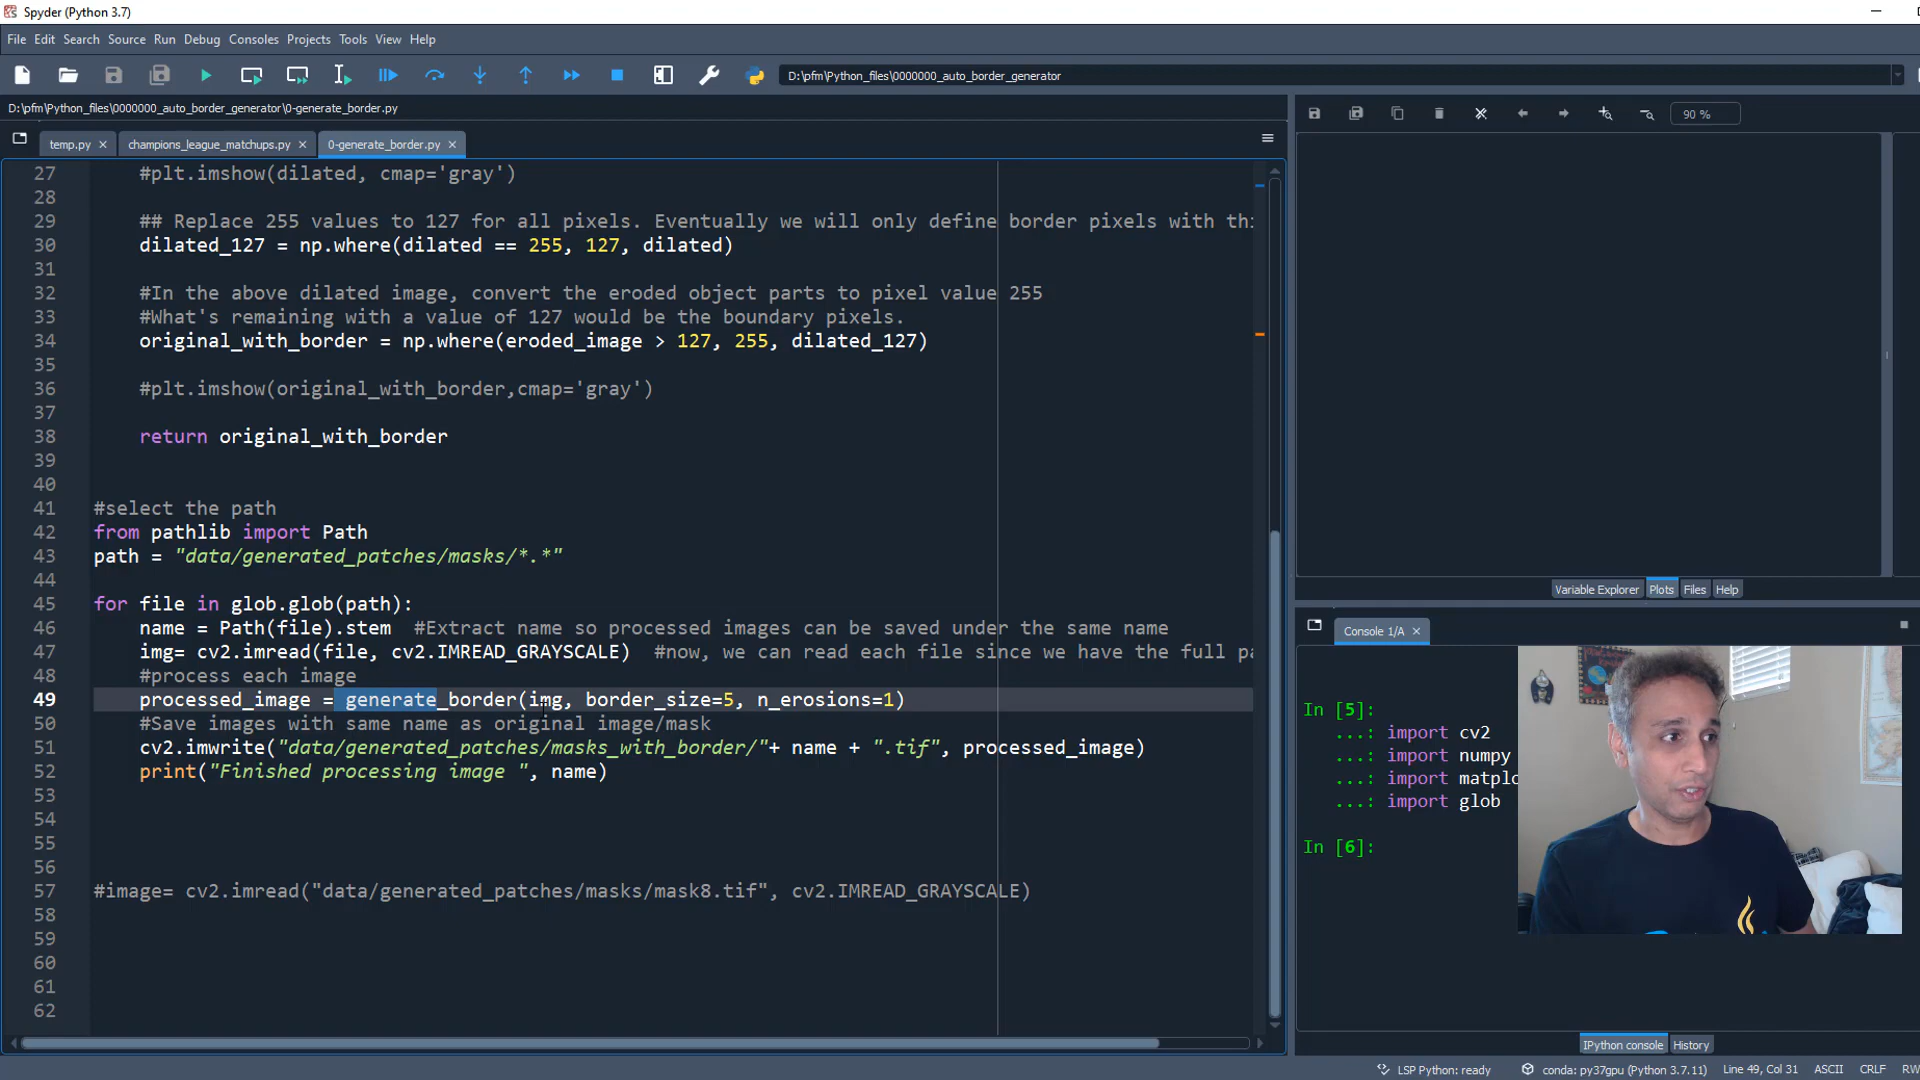 Spyder (Python 3.7)
File Edit Search Source Run Debug Consoles Projects Tools View Help
D:\pfm\Python_files\0000000_auto_border_generator
D:\pfm\Python_files\0000000_auto_border_generator\0-generate_border.py
temp.py champions_league_matchups.py 0-generate_border.py
90 %
27 #plt.imshow(dilated, cmap='gray')
28
29 ## Replace 255 values to 127 for all pixels. Eventually we will only define border pixels with thi
30 dilated_127 = np.where(dilated == 255, 127, dilated)
31
32 #In the above dilated image, convert the eroded object parts to pixel value 255
33 #What's remaining with a value of 127 would be the boundary pixels.
34 original_with_border = np.where(eroded_image > 127, 255, dilated_127)
35
36 #plt.imshow(original_with_border,cmap='gray')
37
38 return original_with_border
39
40
41 #select the path
42 from pathlib import Path
43 path = "data/generated_patches/masks/*.*"
44
45 for file in glob.glob(path):
46 name = Path(file).stem #Extract name so processed images can be saved under the same name
47 img= cv2.imread(file, cv2.IMREAD_GRAYSCALE) #now, we can read each file since we have the full pa
48 #process each image
49 processed_image = generate_border(img, border_size=5, n_erosions=1)
50 #Save images with same name as original image/mask
51 cv2.imwrite("data/generated_patches/masks_with_border/"+ name + ".tif", processed_image)
52 print("Finished processing image ", name)
53
54
55
56
57 #image= cv2.imread("data/generated_patches/masks/mask8.tif", cv2.IMREAD_GRAYSCALE)
58
59
60
61
62
Variable Explorer Plots Files Help
Console 1/A
In [5]:
...: import cv2
...: import numpy
...: import matplo
...: import glob
In [6]:
IPython console History
LSP Python: ready conda: py37gpu (Python 3.7.11) Line 49, Col 31 ASCII CRLF RW